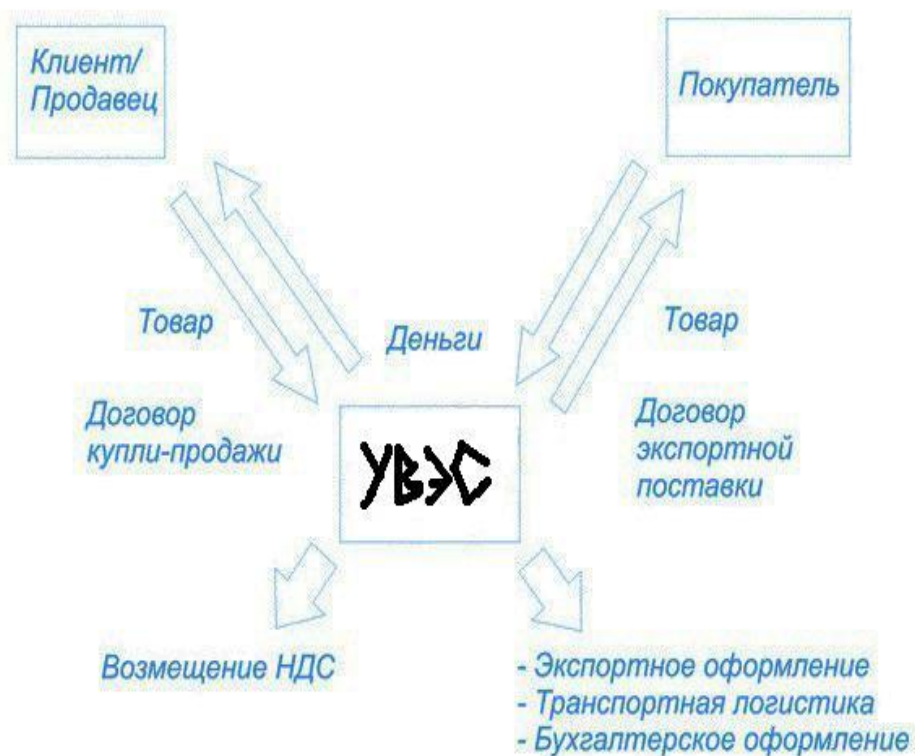 Клиент/
Продавец
Покупатель
Товар
Деньги
Товар
Договор
купли-продажи
Договор
экспортной
поставки
УВЭС
Возмещение НДС
- Экспортное оформление
- Транспортная логистика
- Бухгалтерское оформление